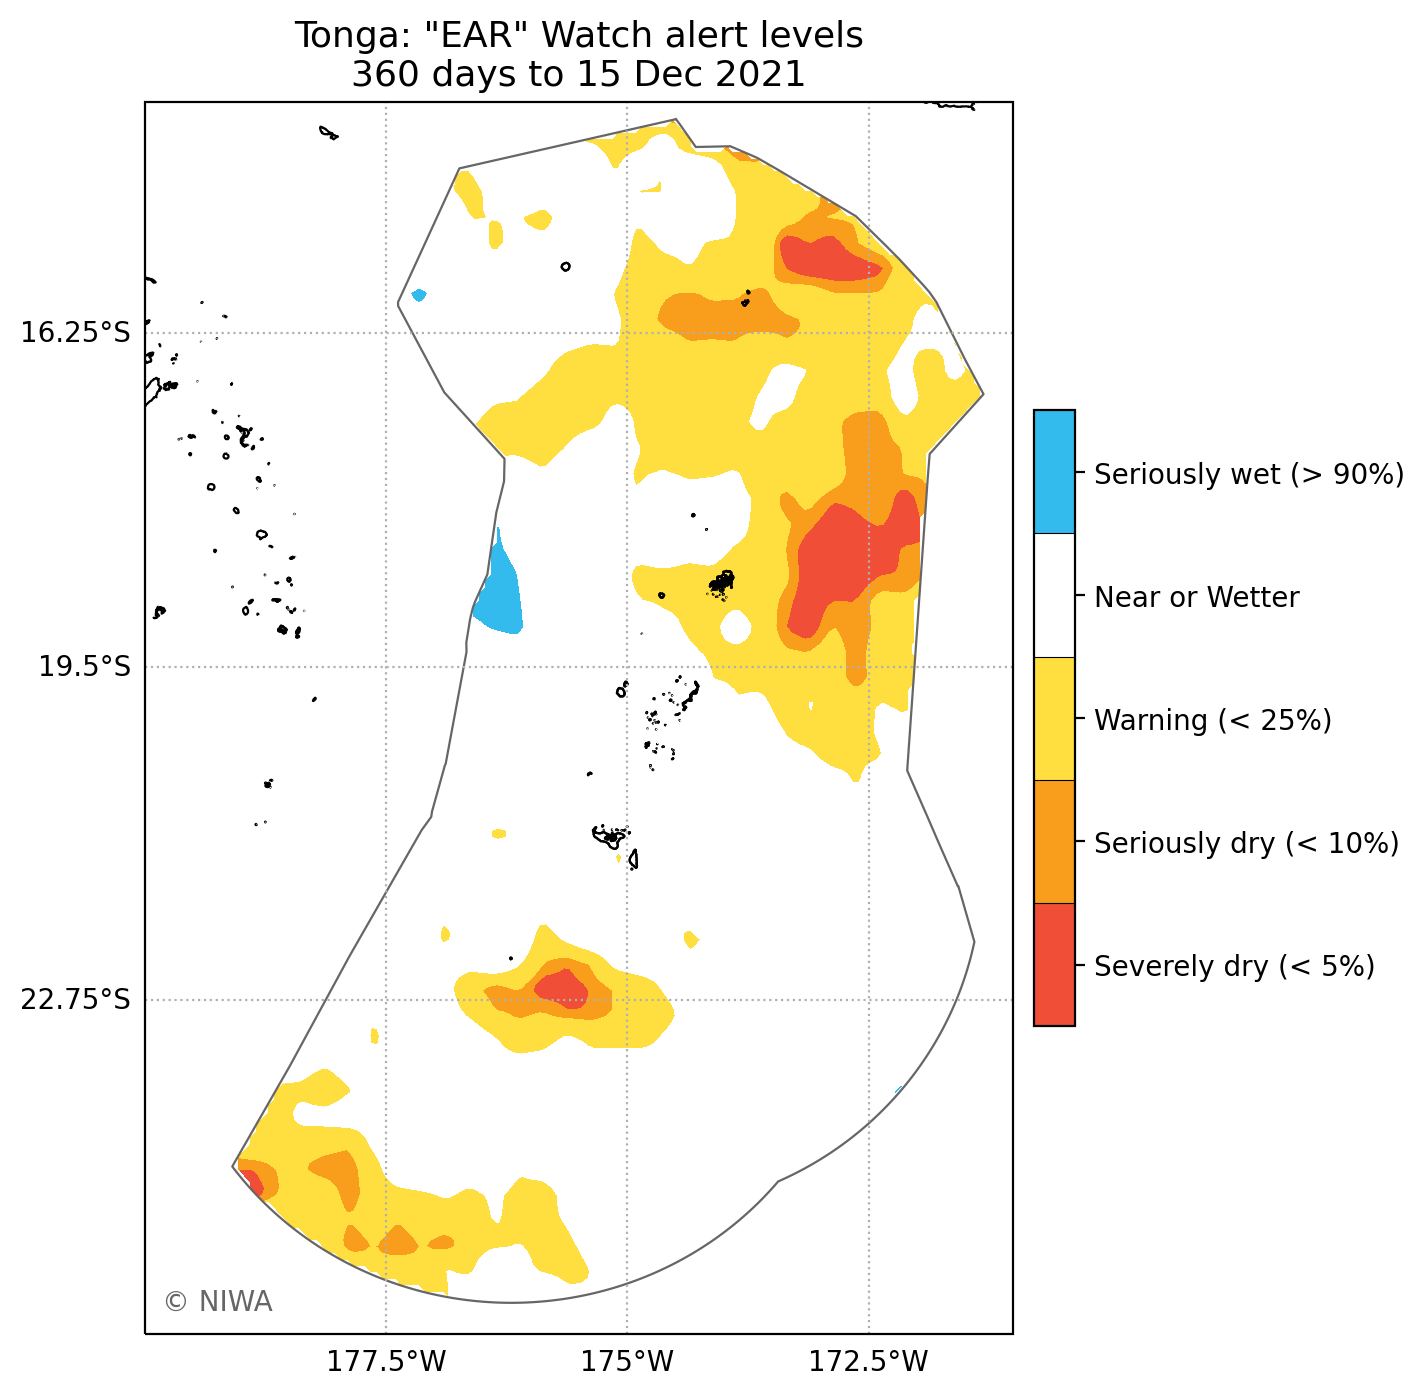 Tonga: "EAR" Watch alert levels
360 days to 15 Dec 2021
16.25°S
19.5°S
22.75°S
177.5°W
175°W
172.5°W
Seriously wet (> 90%)
Near or Wetter
Warning (< 25%)
Seriously dry (< 10%)
Severely dry (< 5%)
© NIWA